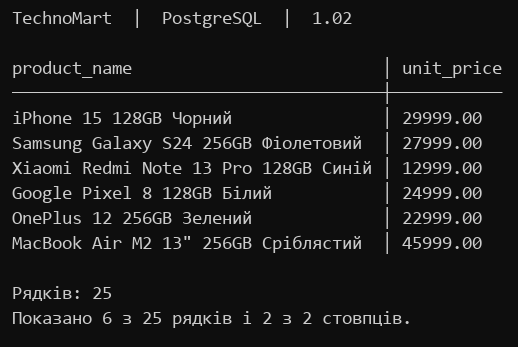 TechnoMart | PostgreSQL | 1.02
product_name | unit_price
iPhone 15 128GB Чорний | 29999.00
Samsung Galaxy S24 256GB Фіолетовий | 27999.00
Xiaomi Redmi Note 13 Pro 128GB Синій | 12999.00
Google Pixel 8 128GB Білий | 24999.00
OnePlus 12 256GB Зелений | 22999.00
MacBook Air M2 13" 256GB Сріблястий | 45999.00
Рядків: 25
Показано 6 з 25 рядків і 2 з 2 стовпців.